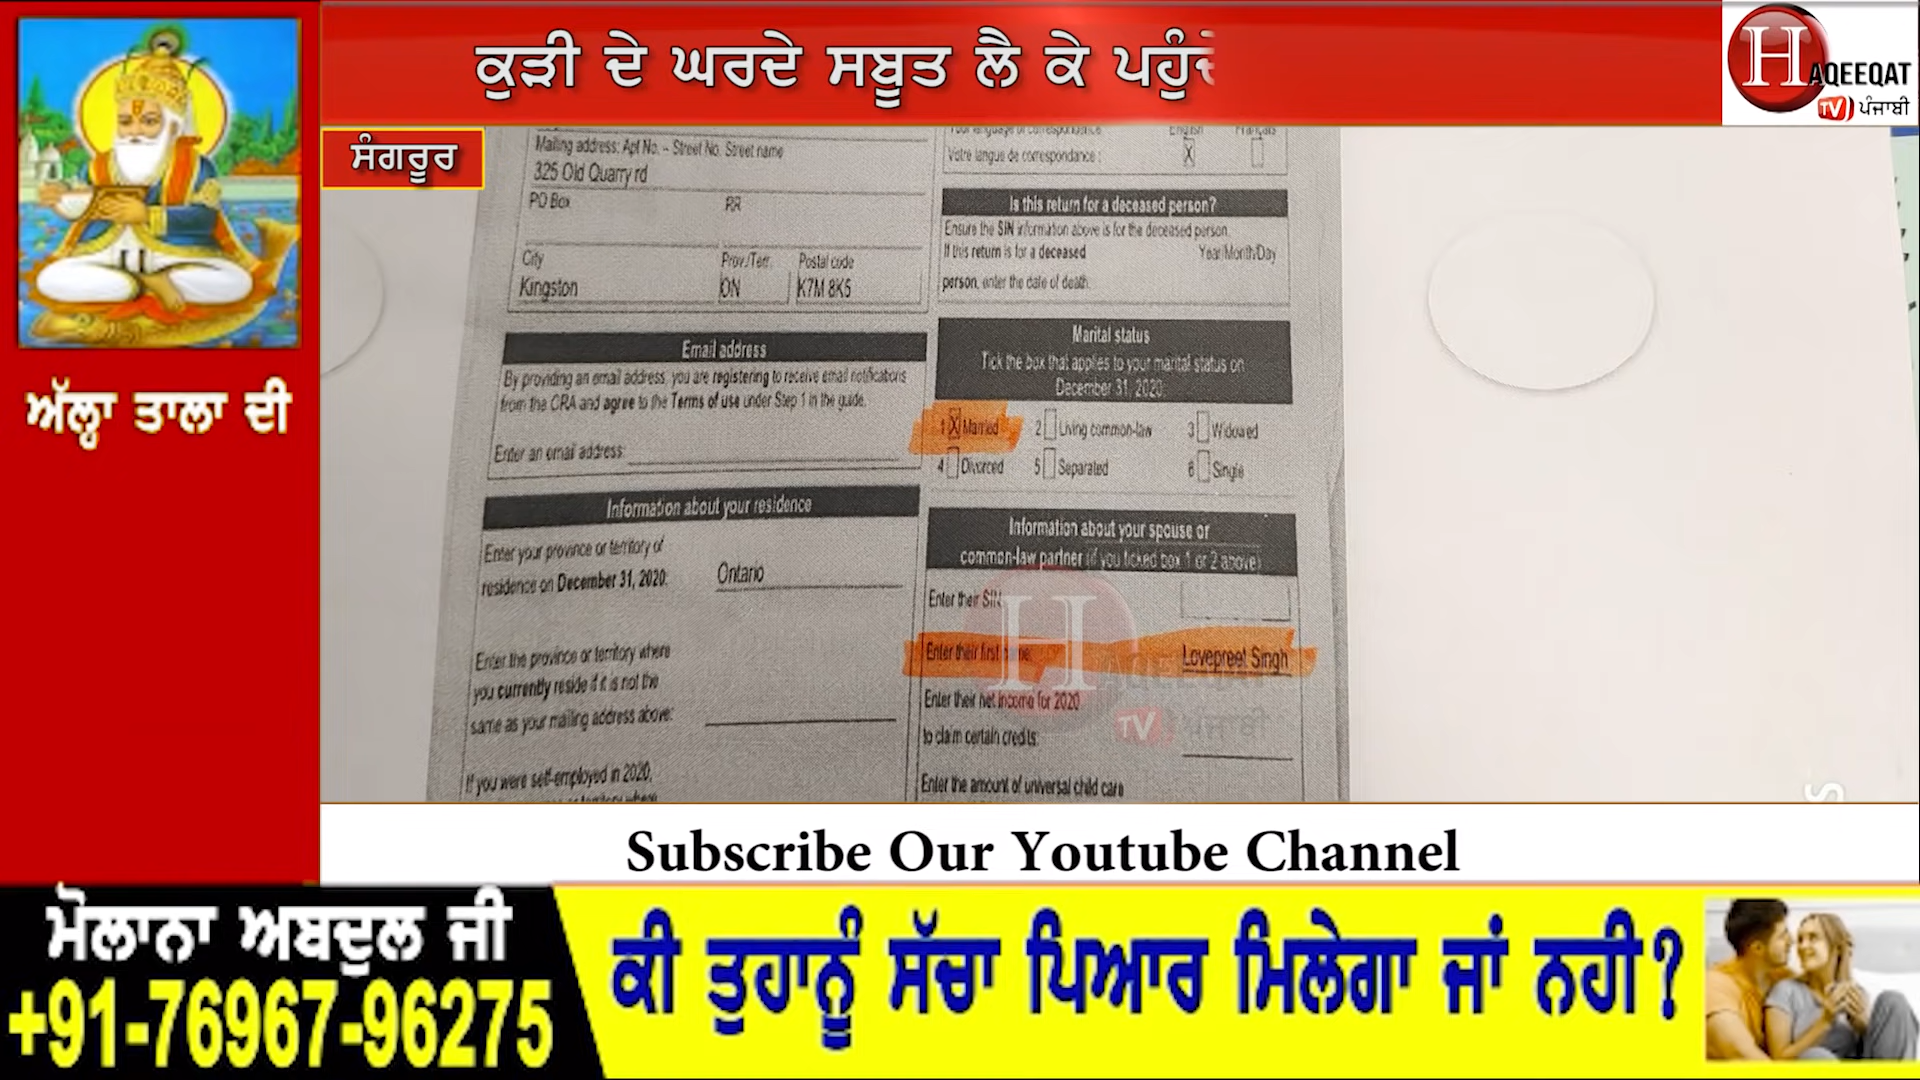 ਕੁੜੀ ਦੇ ਘਰਦੇ ਸਬੂਤ ਲੈ ਕੇ
HAQEEQAT
TV ਪੰਜਾਬੀ
ਸੰਗਰੂਰ
ਅੱਲ੍ਹਾ ਤਾਲਾ ਦੀ
Mailing address: Apt No. – Street No. Street name
325 Old Quarry rd
PO Box RR
City Prov./Terr. Postal code
Kingston ON K7M 8K5
Email address
By providing an email address, you are registering to receive email notifications
from the CRA and agree to the Terms of use under Step 1 in the guide.
Enter an email address:
Information about your residence
Enter your province or territory of
residence on December 31, 2020: Ontario
Enter the province or territory where
you currently reside if it is not the
same as your mailing address above:
If you were self-employed in 2020,
Your language of correspondence: English Français
Votre langue de correspondance : X
Is this return for a deceased person?
Ensure the SIN information above is for the deceased person.
If this return is for a deceased Year/Month/Day
person, enter the date of death.
Marital status
Tick the box that applies to your marital status on
December 31, 2020:
1 X Married 2 Living common-law 3 Widowed
4 Divorced 5 Separated 6 Single
Information about your spouse or
common-law partner (if you ticked box 1 or 2 above)
Enter their SIN:
Enter their first name: Lovepreet Singh
Enter their net income for 2020
to claim certain credits:
Enter the amount of universal child care
HAQEEQAT
TV ਪੰਜਾਬੀ
Subscribe Our Youtube Channel
ਮੋਲਾਨਾ ਅਬਦੁਲ ਜੀ
+91-76967-96275
ਕੀ ਤੁਹਾਨੂੰ ਸੱਚਾ ਪਿਆਰ ਮਿਲੇਗਾ ਜਾਂ ਨਹੀ?